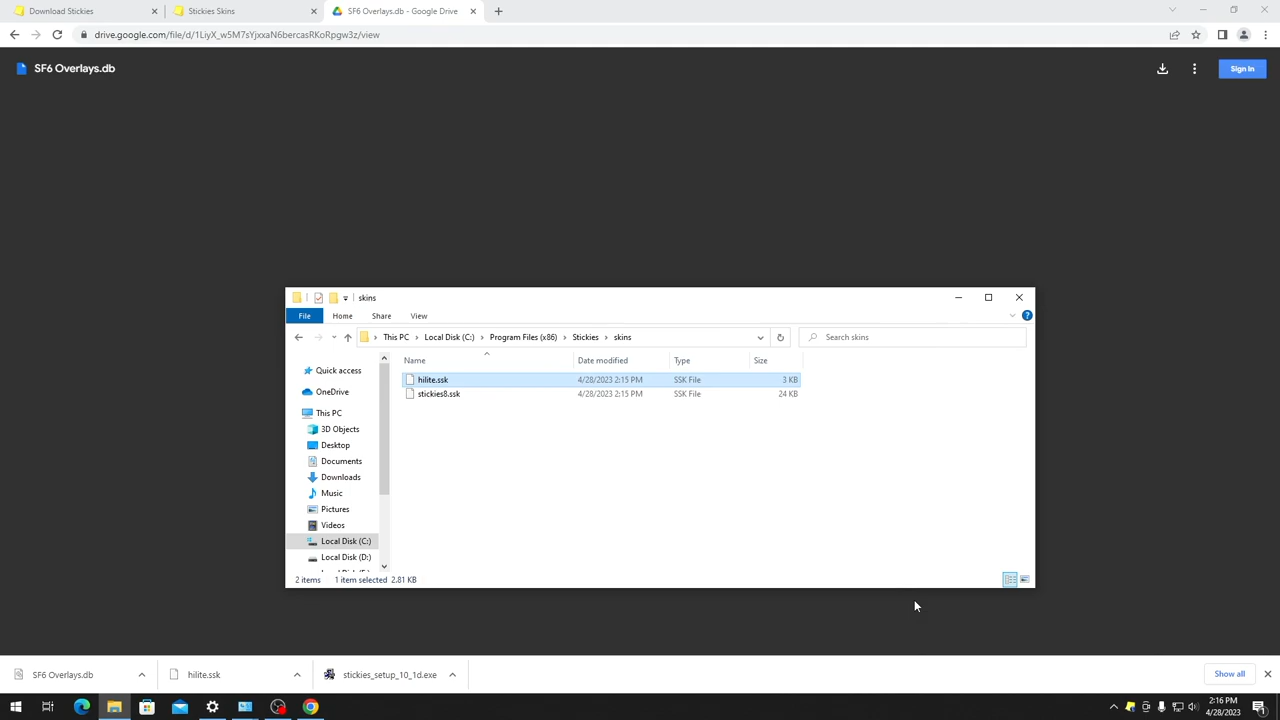 Download Stickies
Stickies Skins
SF6 Overlays.db - Google Drive
drive.google.com/file/d/1LiyX_w5M7sYjxxaN6bercasRKoRpgw3z/view
SF6 Overlays.db
Sign In
skins
File Home Share View
This PC > Local Disk (C:) > Program Files (x86) > Stickies > skins
Search skins
Name Date modified Type Size
hilite.ssk 4/28/2023 2:15 PM SSK File 3 KB
stickies8.ssk 4/28/2023 2:15 PM SSK File 24 KB
Quick access
OneDrive
This PC
3D Objects
Desktop
Documents
Downloads
Music
Pictures
Videos
Local Disk (C:)
Local Disk (D:)
2 items 1 item selected 2.81 KB
SF6 Overlays.db
hilite.ssk
stickies_setup_10_1d.exe
Show all
2:16 PM
4/28/2023